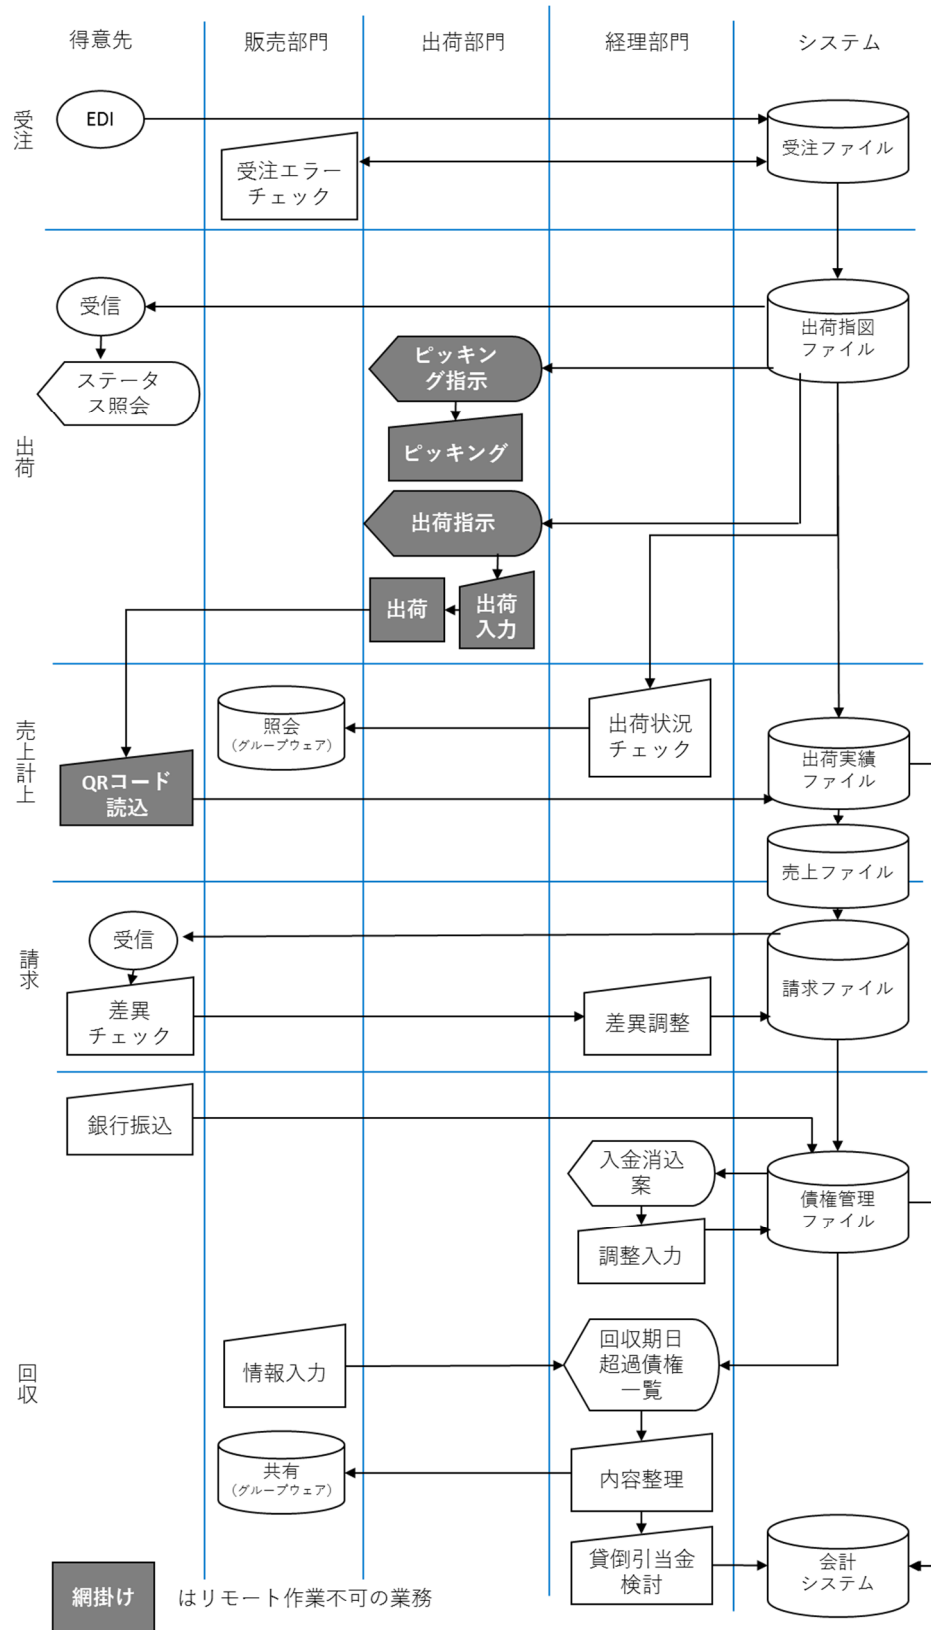 得意先
販売部門
出荷部門
経理部門
システム
受注
EDI
受注ファイル
受注エラー
チェック
出荷
受信
出荷指図
ファイル
ステータ
ス照会
ピッキン
グ指示
ピッキング
出荷指示
出荷
出荷
入力
売上計上
照会
（グループウェア）
出荷状況
チェック
出荷実績
ファイル
QRコード
読込
売上ファイル
請求
受信
請求ファイル
差異
チェック
差異調整
回収
銀行振込
入金消込
案
債権管理
ファイル
調整入力
情報入力
回収期日
超過債権
一覧
共有
（グループウェア）
内容整理
貸倒引当金
検討
会計
システム
網掛け
はリモート作業不可の業務